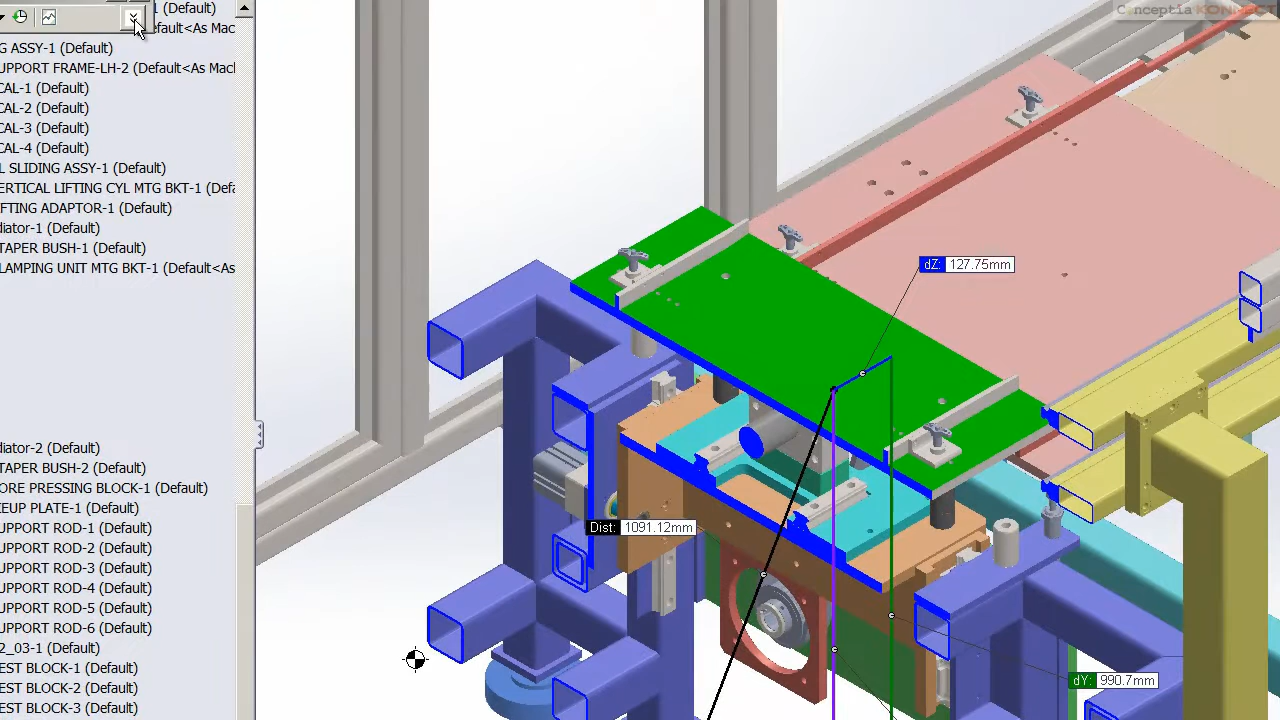 1 (Default)
efault<As Mac
G ASSY-1 (Default)
UPPORT FRAME-LH-2 (Default<As Mach
CAL-1 (Default)
CAL-2 (Default)
CAL-3 (Default)
CAL-4 (Default)
L SLIDING ASSY-1 (Default)
ERTICAL LIFTING CYL MTG BKT-1 (Defa
FTING ADAPTOR-1 (Default)
diator-1 (Default)
TAPER BUSH-1 (Default)
LAMPING UNIT MTG BKT-1 (Default<As
diator-2 (Default)
TAPER BUSH-2 (Default)
ORE PRESSING BLOCK-1 (Default)
KEUP PLATE-1 (Default)
UPPORT ROD-1 (Default)
UPPORT ROD-2 (Default)
UPPORT ROD-3 (Default)
UPPORT ROD-4 (Default)
UPPORT ROD-5 (Default)
UPPORT ROD-6 (Default)
2_03-1 (Default)
EST BLOCK-1 (Default)
EST BLOCK-2 (Default)
EST BLOCK-3 (Default)
Conceptia KONNECT
dZ: 127.75mm
Dist: 1091.12mm
dY: 990.7mm